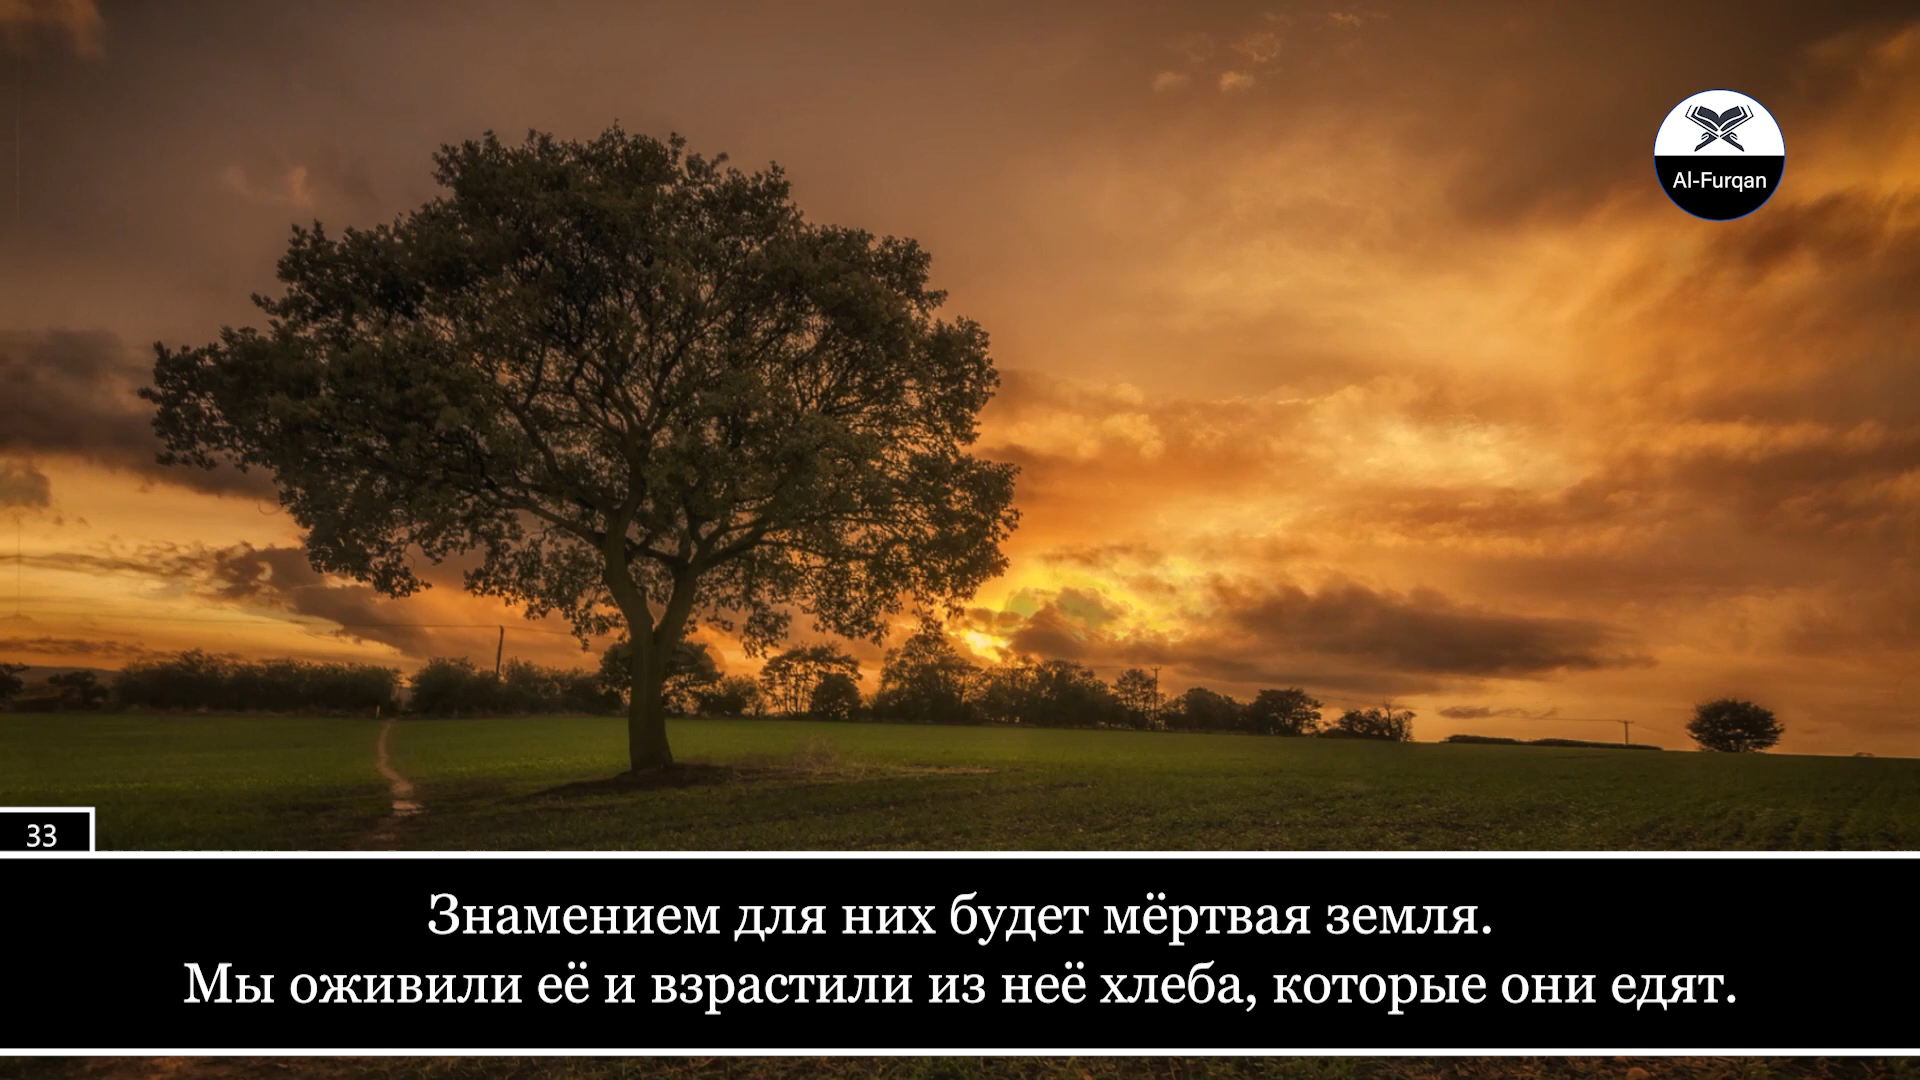 Al-Furqan
33
Знамением для них будет мёртвая земля.
Мы оживили её и взрастили из неё хлеба, которые они едят.